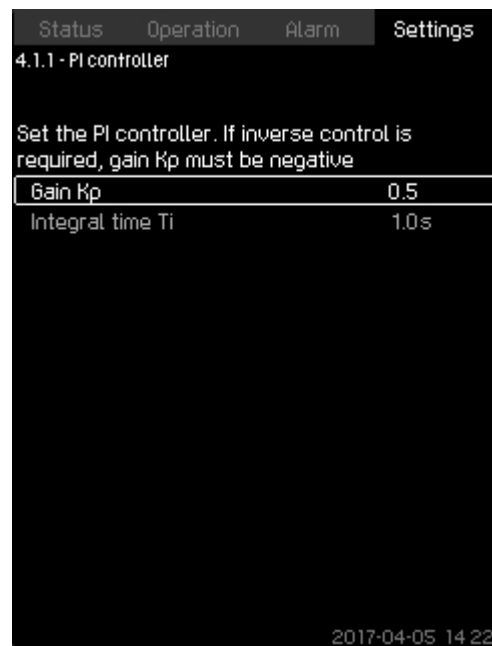 Status Operation Alarm Settings
4.1.1 - PI controller
Set the PI controller. If inverse control is
required, gain Kp must be negative
Gain Kp 0.5
Integral time Ti 1.0s
2017-04-05 14 22